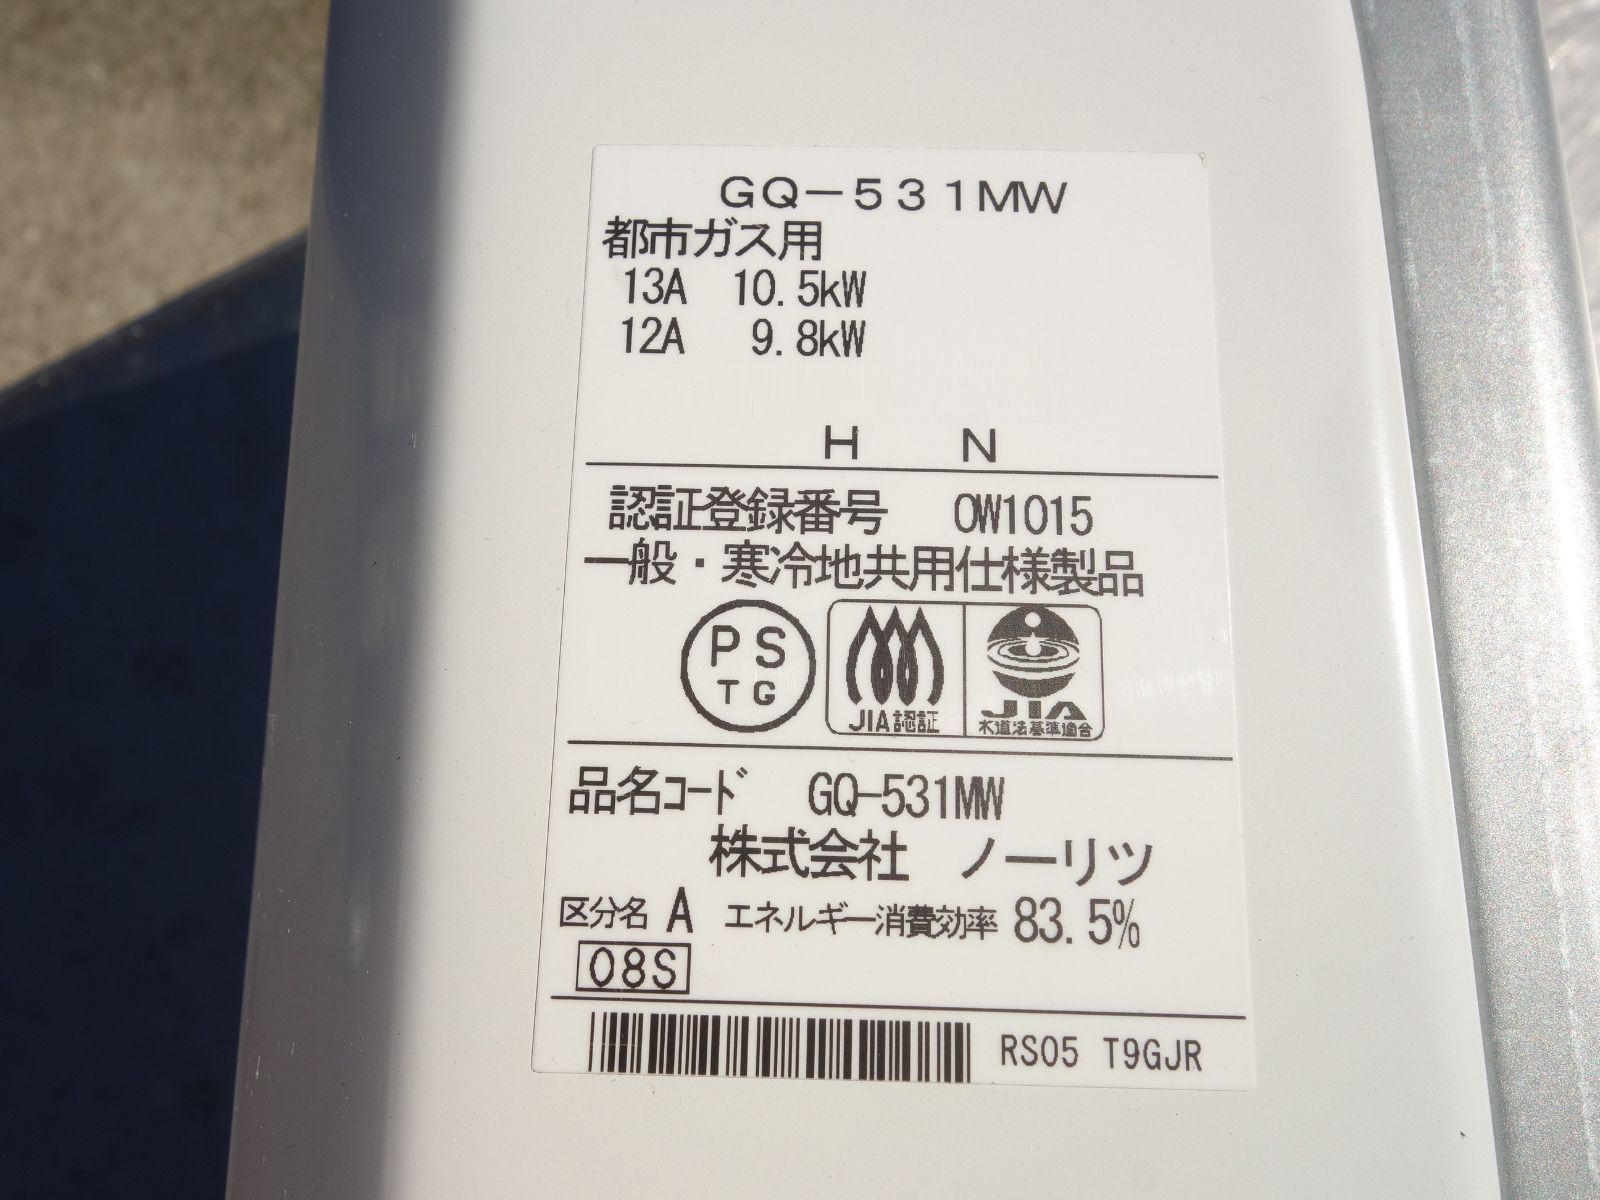 GQ-531MW
都市ガス用
13A 10.5kW
12A 9.8kW
H N
認証登録番号 0W1015
一般・寒冷地共用仕様製品
PS
TG
JIA認証
JIA
水道法基準適合
品名コード GQ-531MW
株式会社 ノーリツ
区分名 A エネルギー消費効率 83.5%
08S
RS05 T9GJR